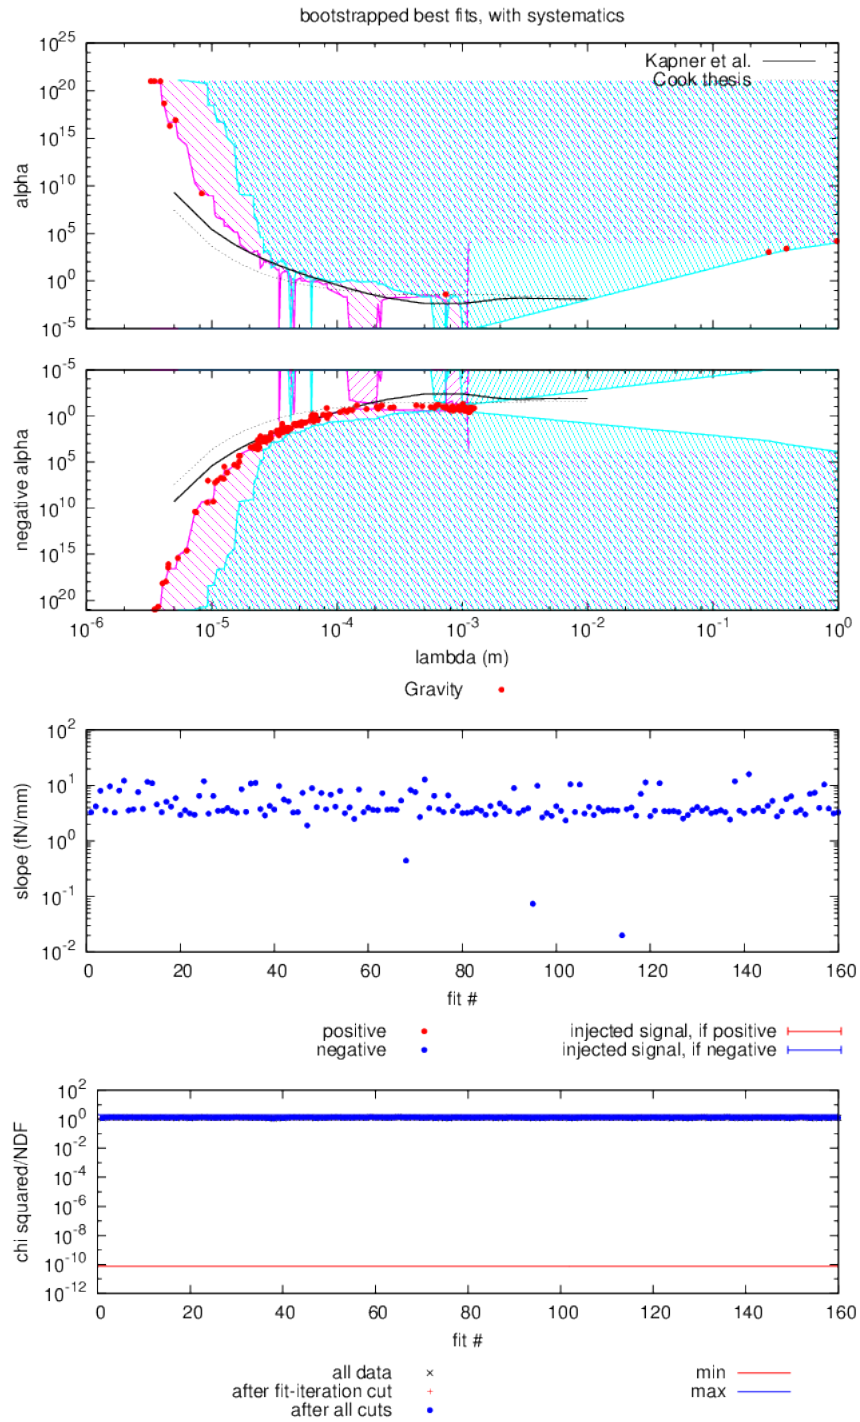 bootstrapped best fits, with systematics
10^25
10^20
10^15
10^10
10^5
10^0
10^-5
alpha
Kapner et al.
Cook thesis
10^-5
10^0
10^5
10^10
10^15
10^20
negative alpha
10^-6 10^-5 10^-4 10^-3 10^-2 10^-1 10^0
lambda (m)
Gravity
10^2
10^1
10^0
10^-1
10^-2
slope (fN/mm)
0 20 40 60 80 100 120 140 160
fit #
positive
negative
injected signal, if positive
injected signal, if negative
10^2
10^0
10^-2
10^-4
10^-6
10^-8
10^-10
10^-12
chi squared/NDF
0 20 40 60 80 100 120 140 160
fit #
all data
after fit-iteration cut
after all cuts
min
max